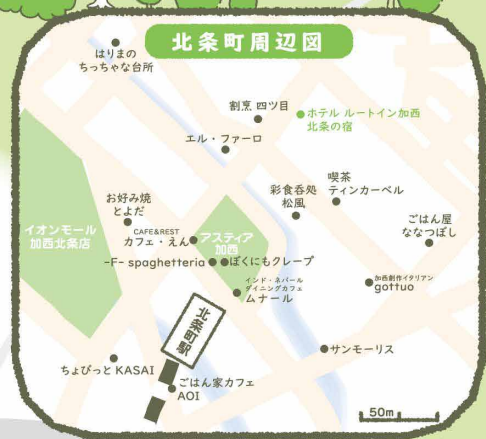 北条町周辺図
はりまの
ちっちゃな台所
割烹 四ツ目
ホテル ルートイン加西
北条の宿
エル・ファーロ
お好み焼
とよだ
彩食呑処
松風
喫茶
ティンカーベル
ごはん屋
ななつぼし
イオンモール
加西北条店
CAFE&REST
カフェ・えん
アスティア
加西
-F- spaghetteria
ぼくにもクレープ
インド・ネパール
ダイニングカフェ
ムナール
加西創作イタリアン
gottuo
北条町駅
サンモーリス
ちょびっと KASAI
ごはん家カフェ
AOI
50m